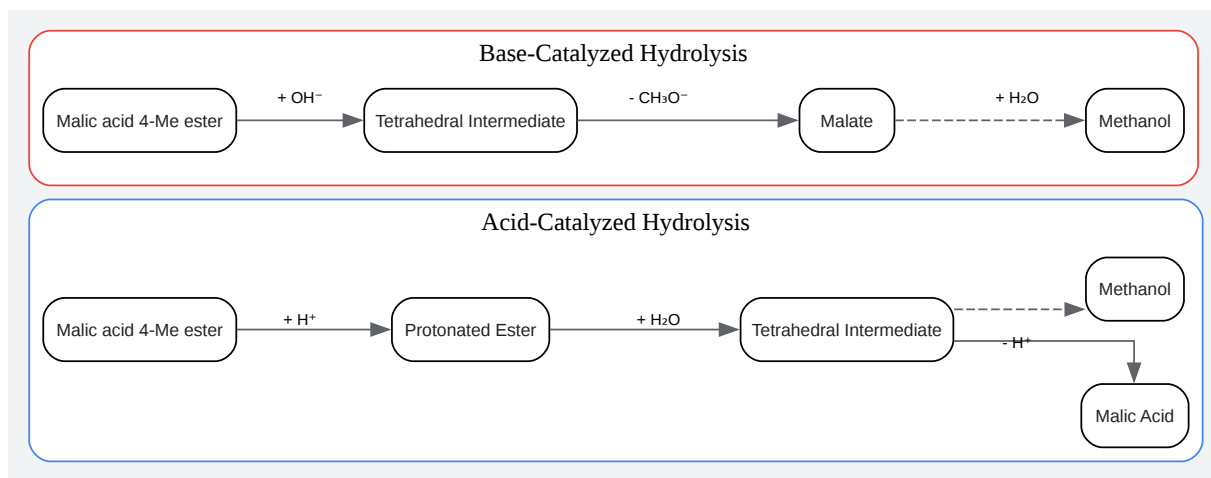 Base-Catalyzed Hydrolysis
+ OH⁻
- CH₃O⁻
+ H₂O
Malic acid 4-Me ester
Tetrahedral Intermediate
Malate
Methanol
Acid-Catalyzed Hydrolysis
Methanol
+ H⁺
+ H₂O
Malic acid 4-Me ester
Protonated Ester
Tetrahedral Intermediate
- H⁺
Malic Acid